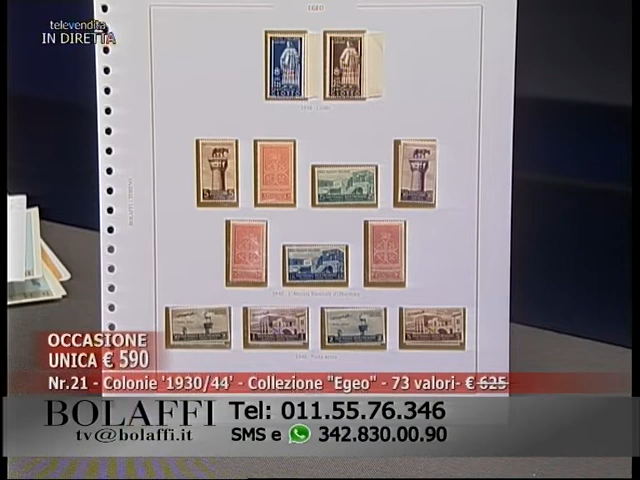 televendita
IN DIRETTA
EGEO
OCCASIONE
UNICA € 590
Nr.21 - Colonie '1930/44' - Collezione "Egeo" - 73 valori- € 625
BOLAFFI
tv@bolaffi.it
Tel: 011.55.76.346
SMS e 342.830.00.90